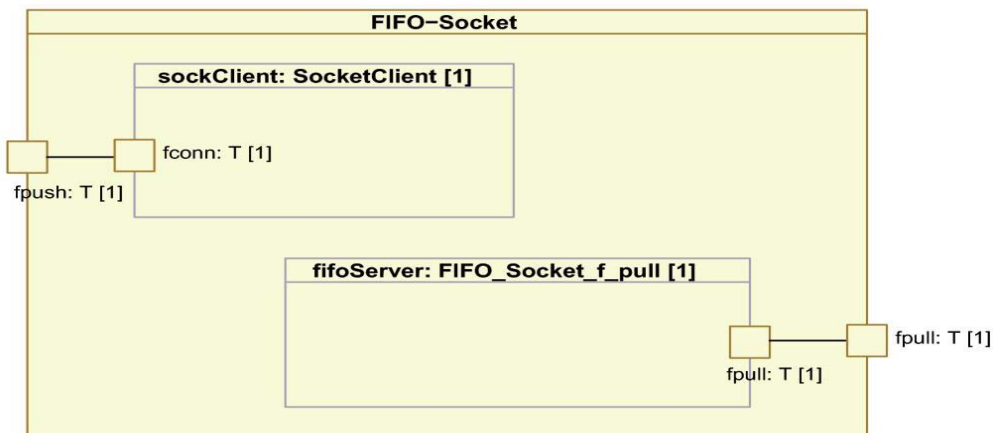 FIFO−Socket
sockClient: SocketClient [1]
fconn: T [1]
fpush: T [1]
fifoServer: FIFO_Socket_f_pull [1]
fpull: T [1]
fpull: T [1]